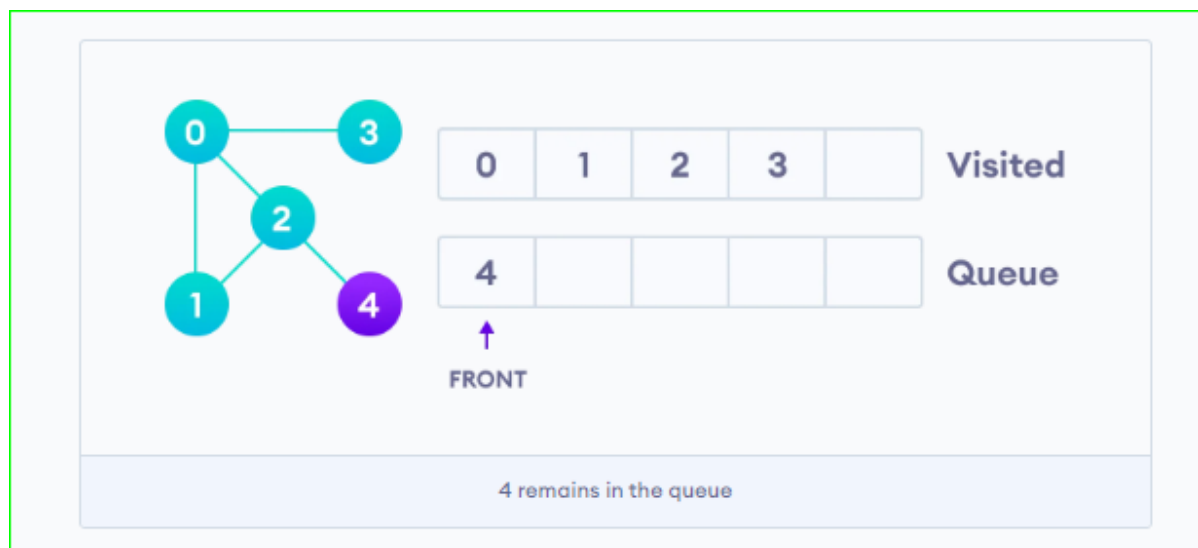 0 3
2
1 4
0 1 2 3 Visited
4 Queue
FRONT
4 remains in the queue